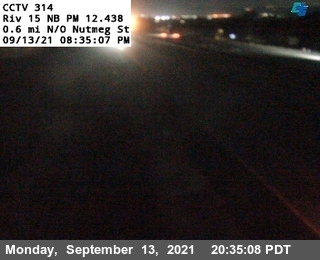 CCTV 314
Riv 15 NB PM 12.438
0.6 mi N/O Nutmeg St
09/13/21 08:35:07 PM
Monday, September 13, 2021 20:35:08 PDT